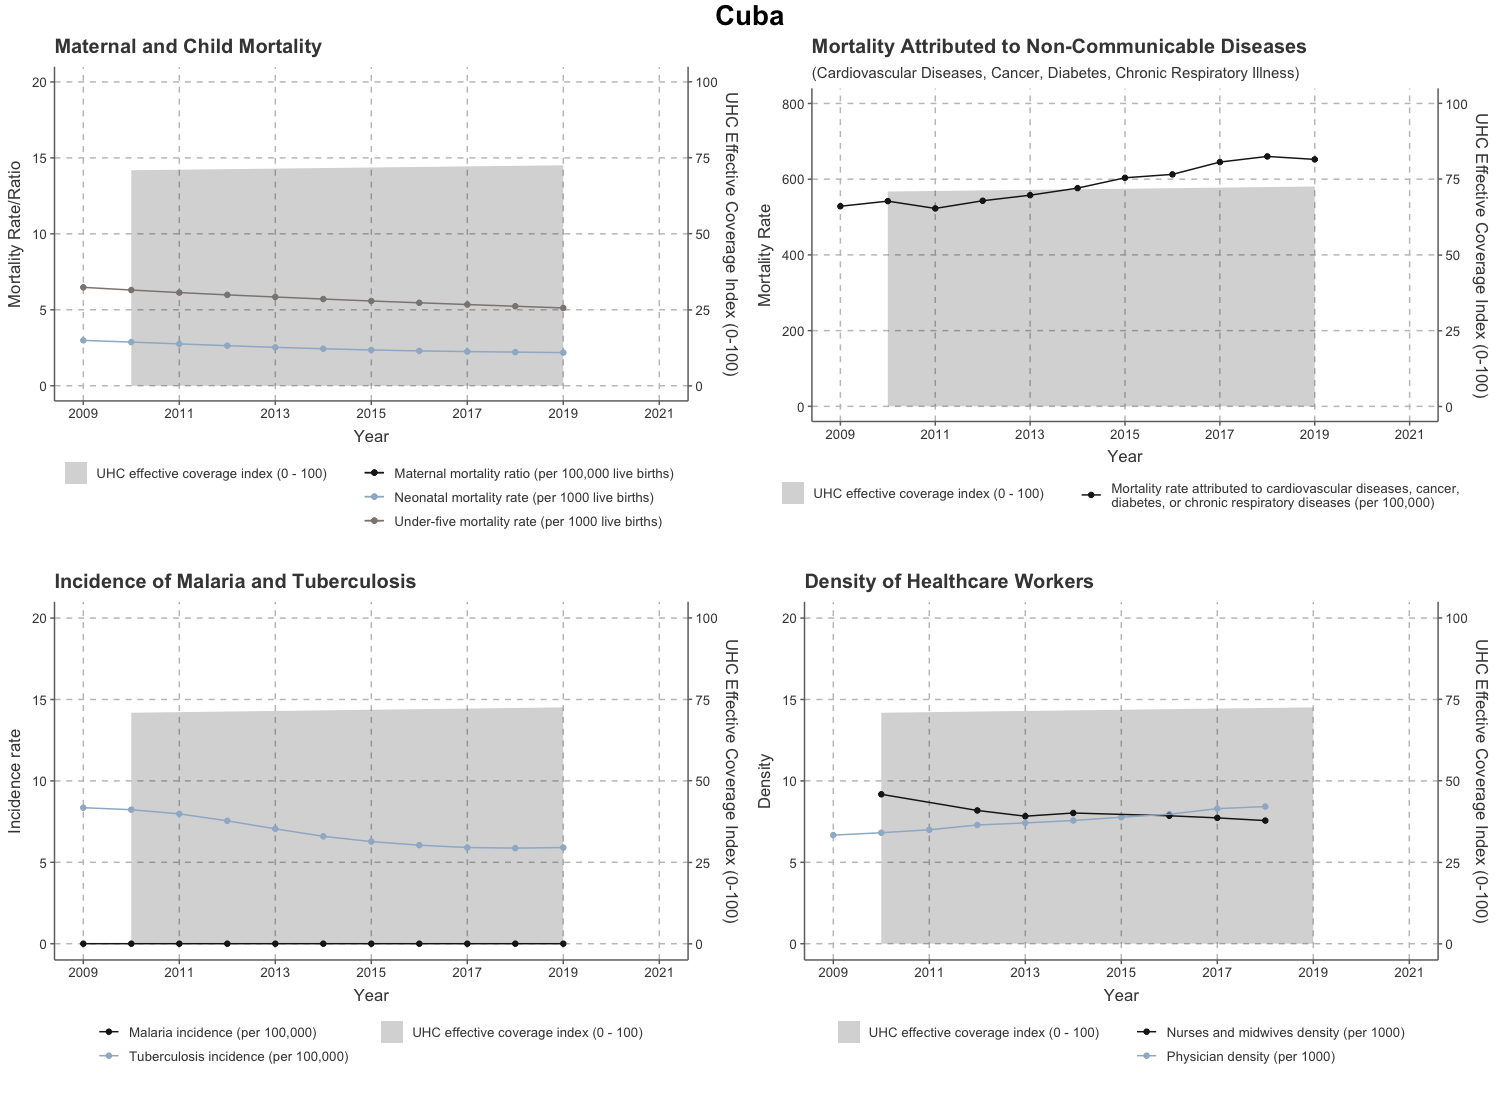 Cuba
Maternal and Child Mortality
20
15
10
5
0
100
75
50
25
0
Mortality Rate/Ratio
UHC Effective Coverage Index (0-100)
2009 2011 2013 2015 2017 2019 2021
Year
UHC effective coverage index (0 - 100)
Maternal mortality ratio (per 100,000 live births)
Neonatal mortality rate (per 1000 live births)
Under-five mortality rate (per 1000 live births)
Mortality Attributed to Non-Communicable Diseases
(Cardiovascular Diseases, Cancer, Diabetes, Chronic Respiratory Illness)
800
600
400
200
0
100
75
50
25
0
Mortality Rate
UHC Effective Coverage Index (0-100)
2009 2011 2013 2015 2017 2019 2021
Year
UHC effective coverage index (0 - 100)
Mortality rate attributed to cardiovascular diseases, cancer,
diabetes, or chronic respiratory diseases (per 100,000)
Incidence of Malaria and Tuberculosis
20
15
10
5
0
100
75
50
25
0
Incidence rate
UHC Effective Coverage Index (0-100)
2009 2011 2013 2015 2017 2019 2021
Year
Malaria incidence (per 100,000)
Tuberculosis incidence (per 100,000)
UHC effective coverage index (0 - 100)
Density of Healthcare Workers
20
15
10
5
0
100
75
50
25
0
Density
UHC Effective Coverage Index (0-100)
2009 2011 2013 2015 2017 2019 2021
Year
UHC effective coverage index (0 - 100)
Nurses and midwives density (per 1000)
Physician density (per 1000)